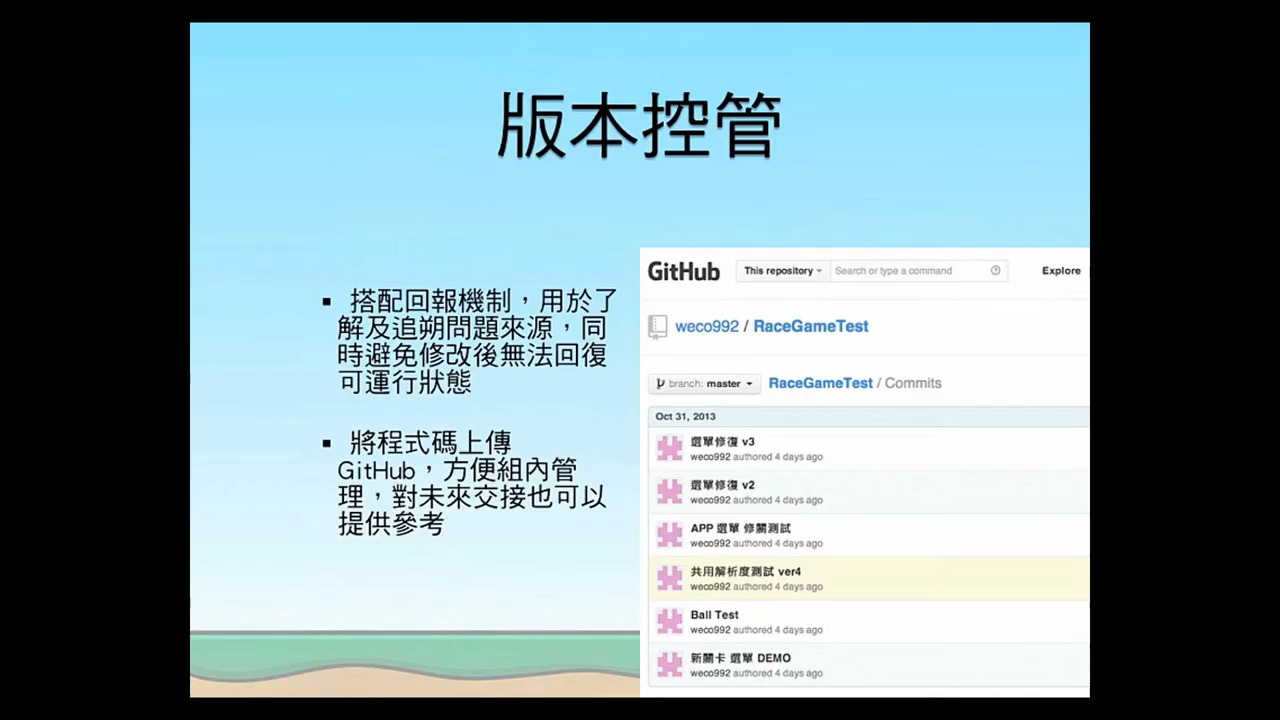 版本控管
▪ 搭配回報機制，用於了
解及追朔問題來源，同
時避免修改後無法回復
可運行狀態
▪ 將程式碼上傳
GitHub，方便組內管
理，對未來交接也可以
提供參考
GitHub This repository Search or type a command Explore
weco992 / RaceGameTest
branch: master RaceGameTest / Commits
Oct 31, 2013
選單修復 v3
weco992 authored 4 days ago
選單修復 v2
weco992 authored 4 days ago
APP 選單 修關測試
weco992 authored 4 days ago
共用解析度測試 ver4
weco992 authored 4 days ago
Ball Test
weco992 authored 4 days ago
新關卡 選單 DEMO
weco992 authored 4 days ago